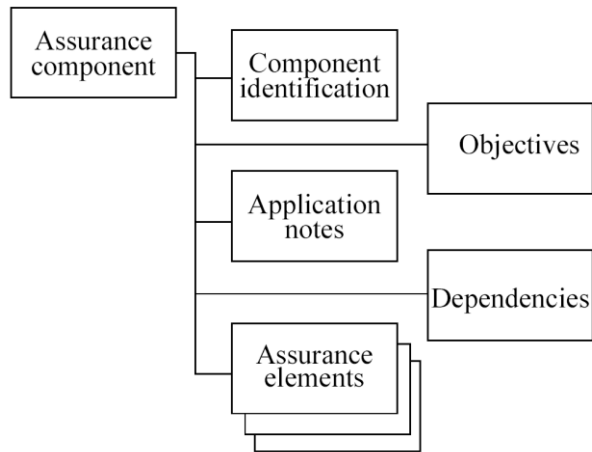 Assurance
component
Component
identification
Objectives
Application
notes
Dependencies
Assurance
elements